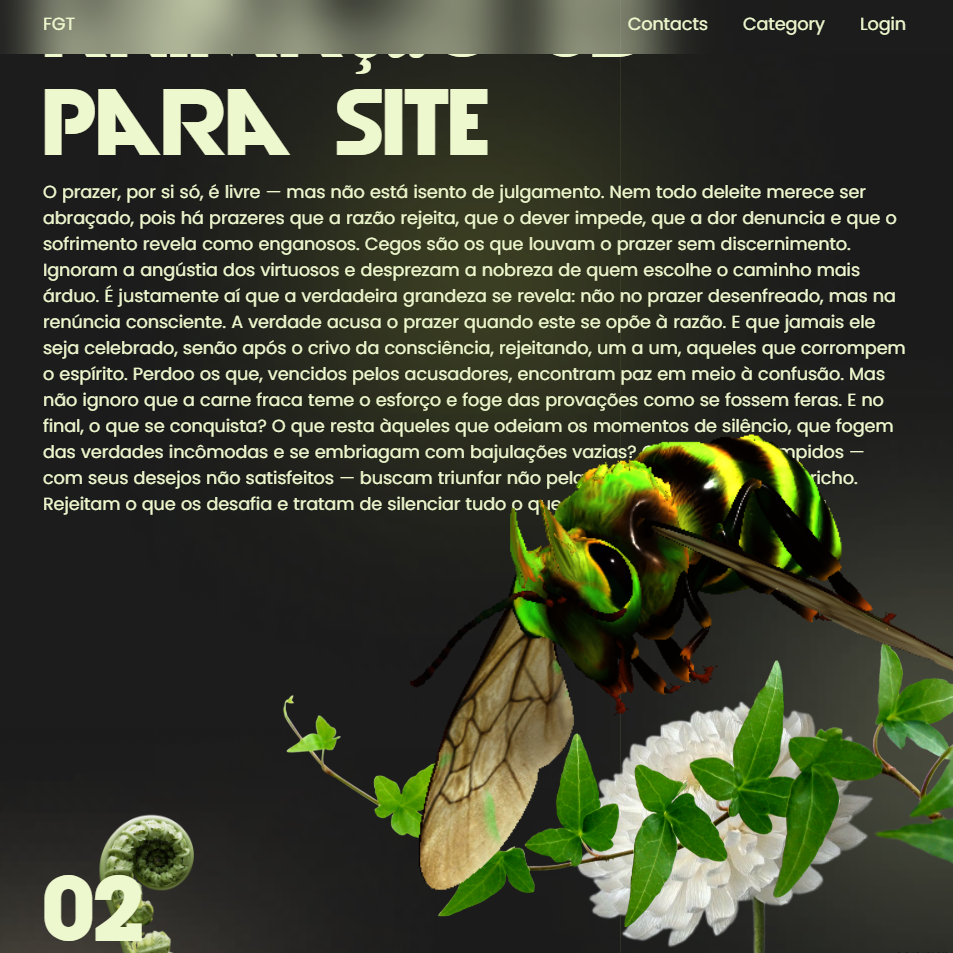 FGT
Contacts Category Login
PARA SITE
O prazer, por si só, é livre — mas não está isento de julgamento. Nem todo deleite merece ser
abraçado, pois há prazeres que a razão rejeita, que o dever impede, que a dor denuncia e que o
sofrimento revela como enganosos. Cegos são os que louvam o prazer sem discernimento.
Ignoram a angústia dos virtuosos e desprezam a nobreza de quem escolhe o caminho mais
árduo. É justamente aí que a verdadeira grandeza se revela: não no prazer desenfreado, mas na
renúncia consciente. A verdade acusa o prazer quando este se opõe à razão. E que jamais ele
seja celebrado, senão após o crivo da consciência, rejeitando, um a um, aqueles que corrompem
o espírito. Perdoo os que, vencidos pelos acusadores, encontram paz em meio à confusão. Mas
não ignoro que a carne fraca teme o esforço e foge das provações como se fossem feras. E no
final, o que se conquista? O que resta àqueles que odeiam os momentos de silêncio, que fogem
das verdades incômodas e se embriagam com bajulações vazias? —
com seus desejos não satisfeitos — buscam triunfar não
Rejeitam o que os desafia e tratam de silenciar tudo o que
02